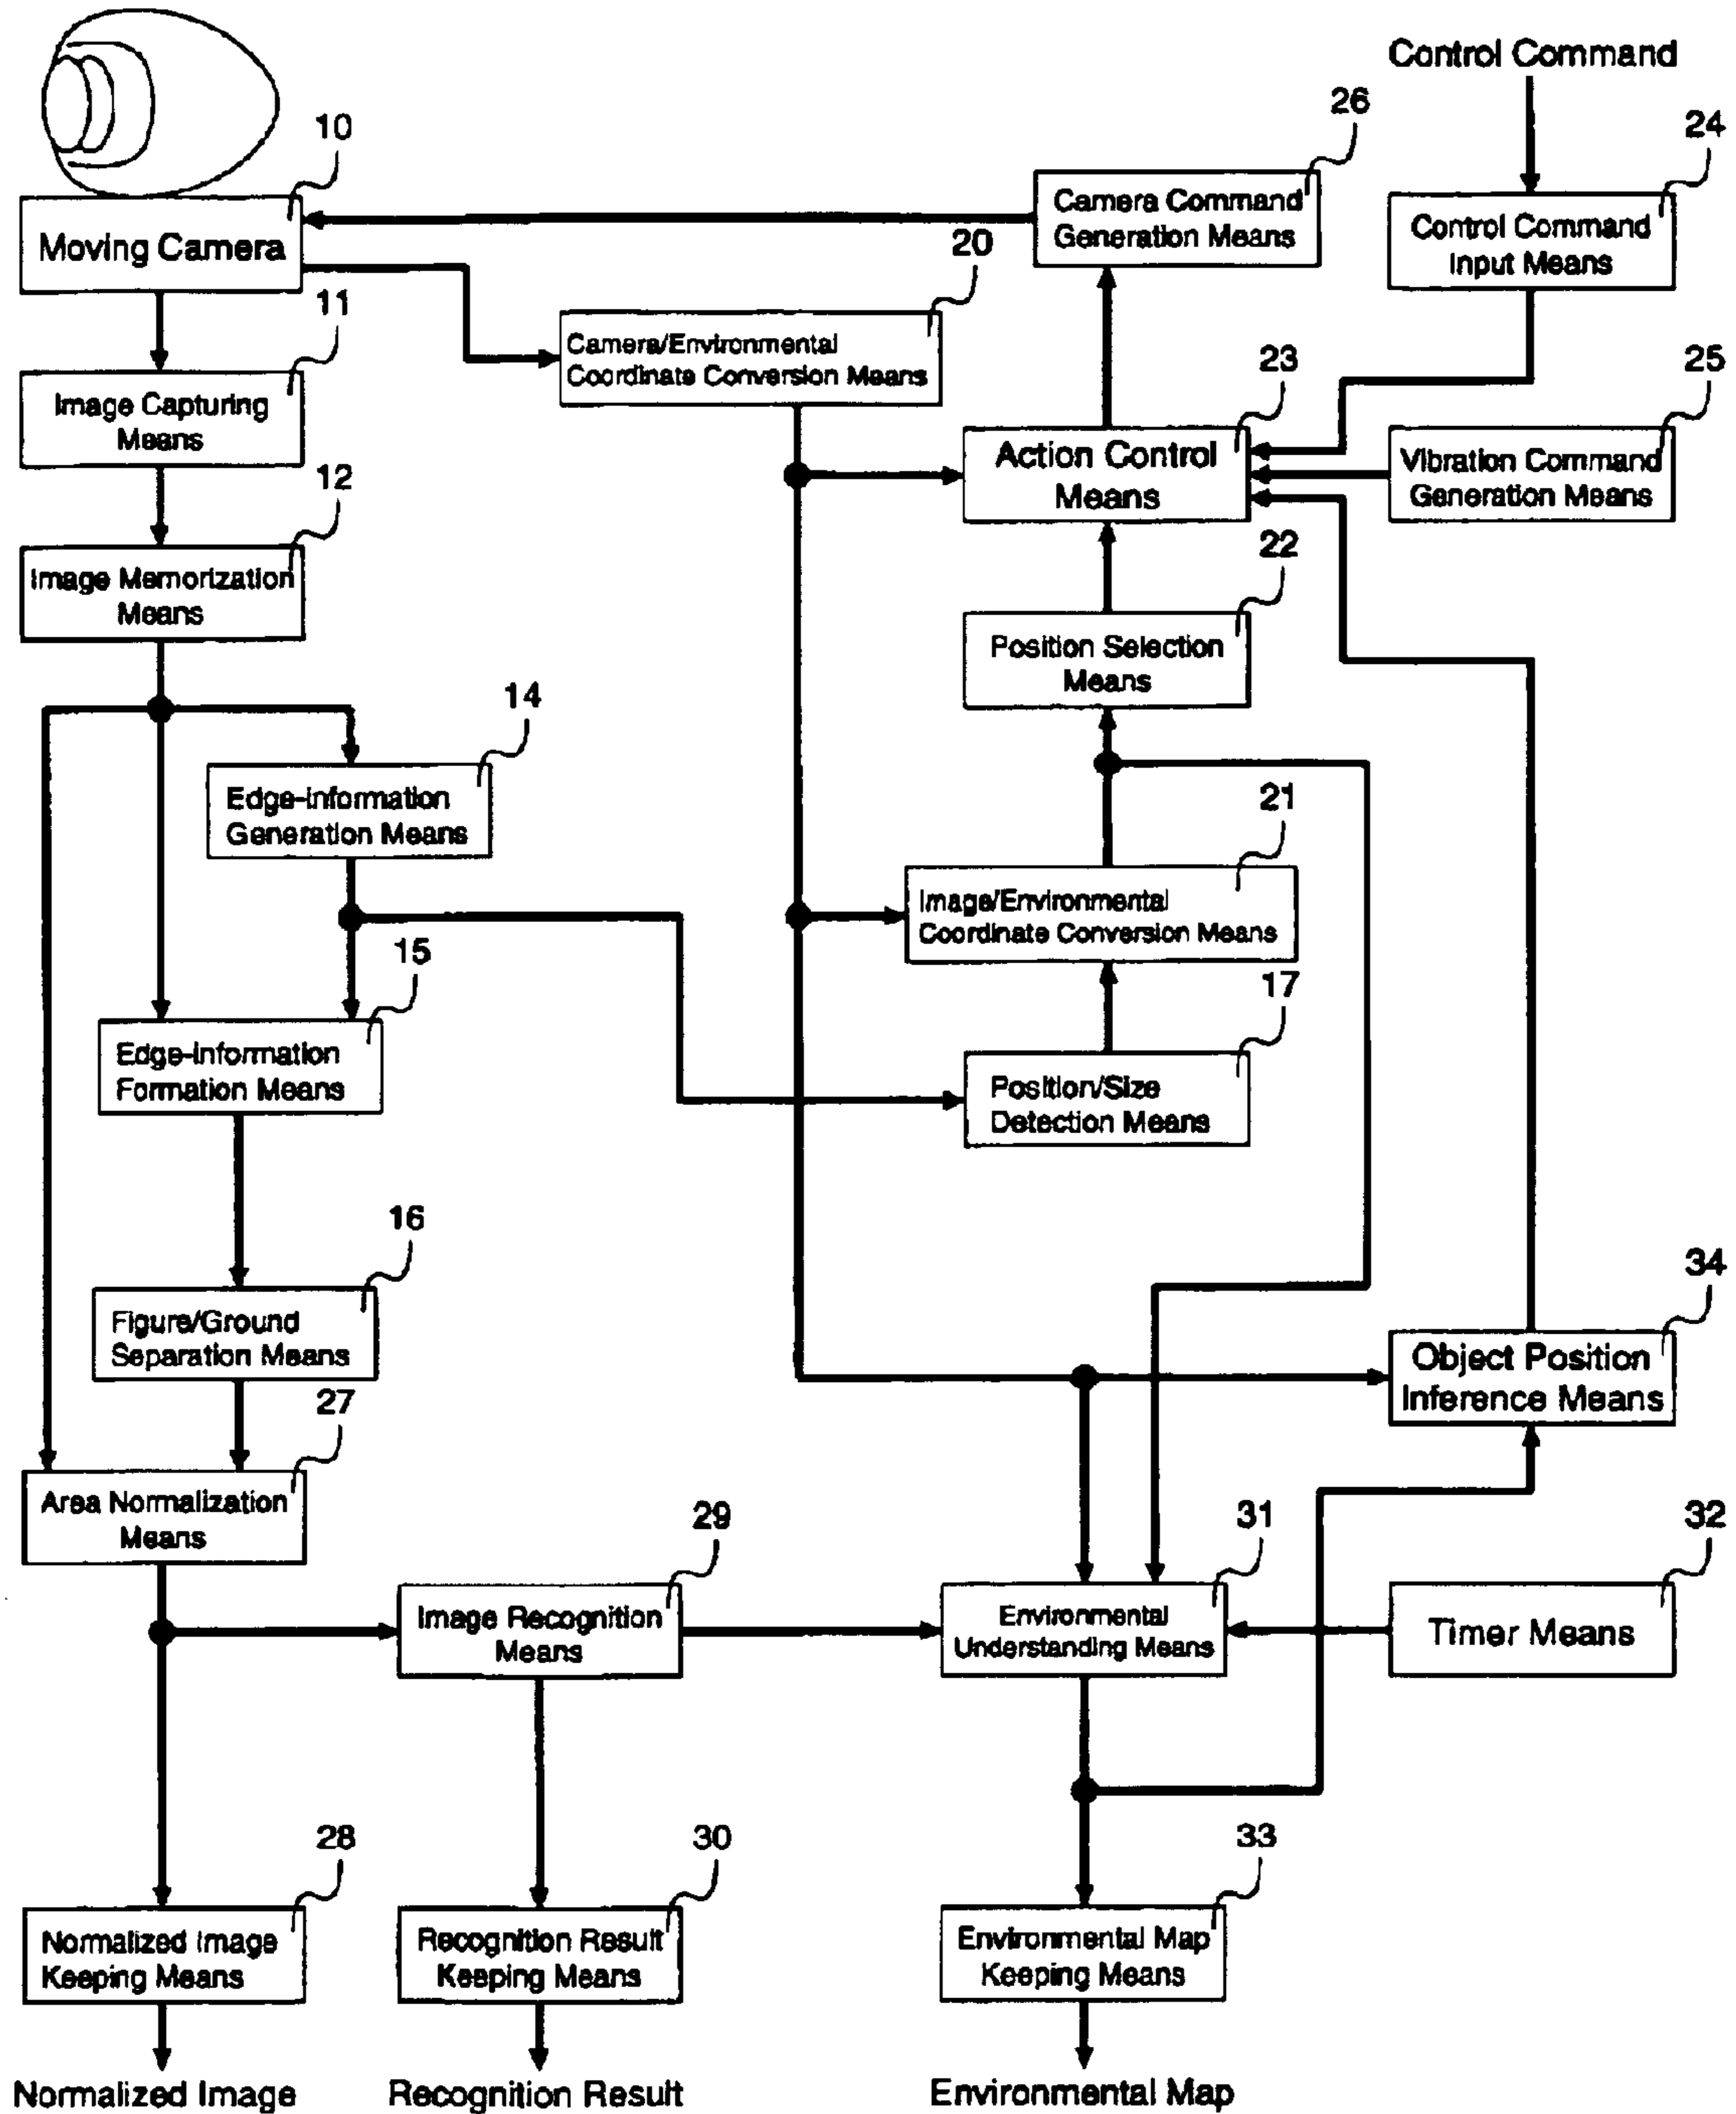 Control Command
26
24
10
Camera Command
Generation Means
Control Command
Input Means
20
Moving Camera
11
Camera/Environmental
Coordinate Conversion Means
23
25
Image Capturing
Means
Action Control
Means
Vibration Command
Generation Means
12
22
Image Memorization
Means
Position Selection
Means
14
Edge-information
Generation Means
21
Image/Environmental
Coordinate Conversion Means
15
17
Edge-information
Formation Means
Position/Size
Detection Means
16
34
Figure/Ground
Separation Means
Object Position
Inference Means
27
Area Normalization
Means
29
31
32
Image Recognition
Means
Environmental
Understanding Means
Timer Means
28
30
33
Normalized Image
Keeping Means
Recognition Result
Keeping Means
Environmental Map
Keeping Means
Normalized Image
Recognition Result
Environmental Map